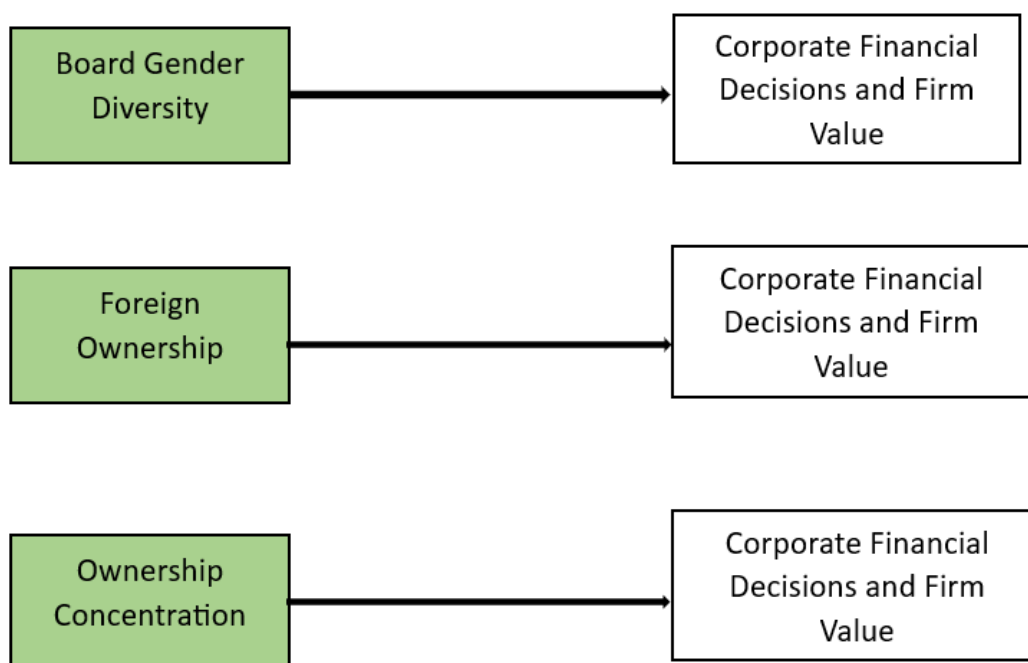 Board Gender
Diversity
Corporate Financial
Decisions and Firm
Value
Foreign
Ownership
Corporate Financial
Decisions and Firm
Value
Ownership
Concentration
Corporate Financial
Decisions and Firm
Value